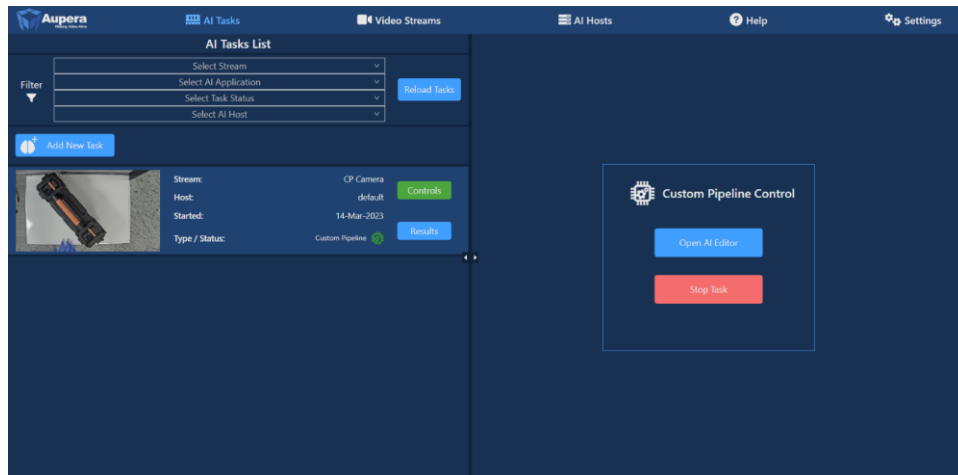 Aupera
AI Tasks
Video Streams
AI Hosts
Help
Settings
AI Tasks List
Filter
Select Stream
Select AI Application
Select Task Status
Select AI Host
Reload Tasks
Add New Task
Stream: CP Camera
Host: default
Started: 14-Mar-2023
Type / Status: Custom Pipeline
Controls
Results
Custom Pipeline Control
Open AI Editor
Stop Task